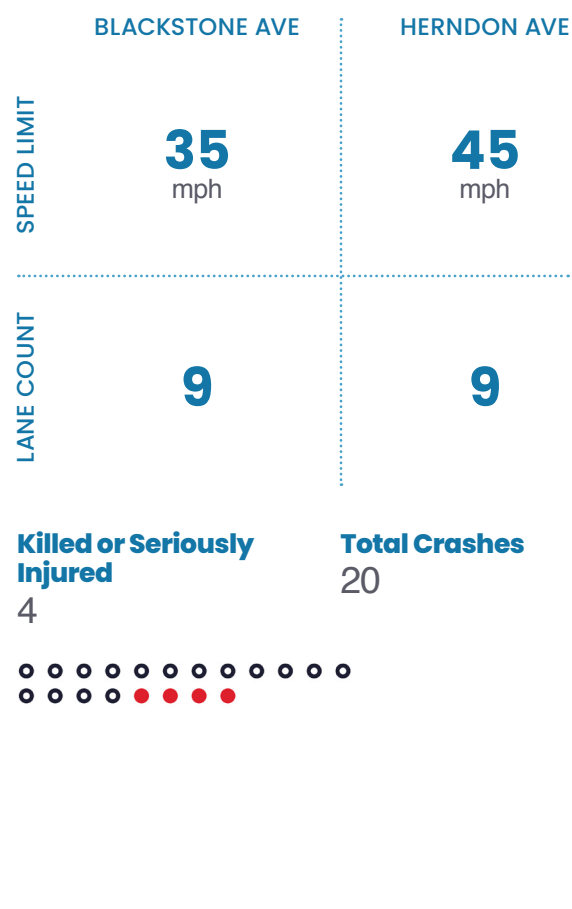 BLACKSTONE AVE
HERNDON AVE
SPEED LIMIT
35
mph
45
mph
LANE COUNT
9
9
Killed or Seriously
Injured
4
Total Crashes
20